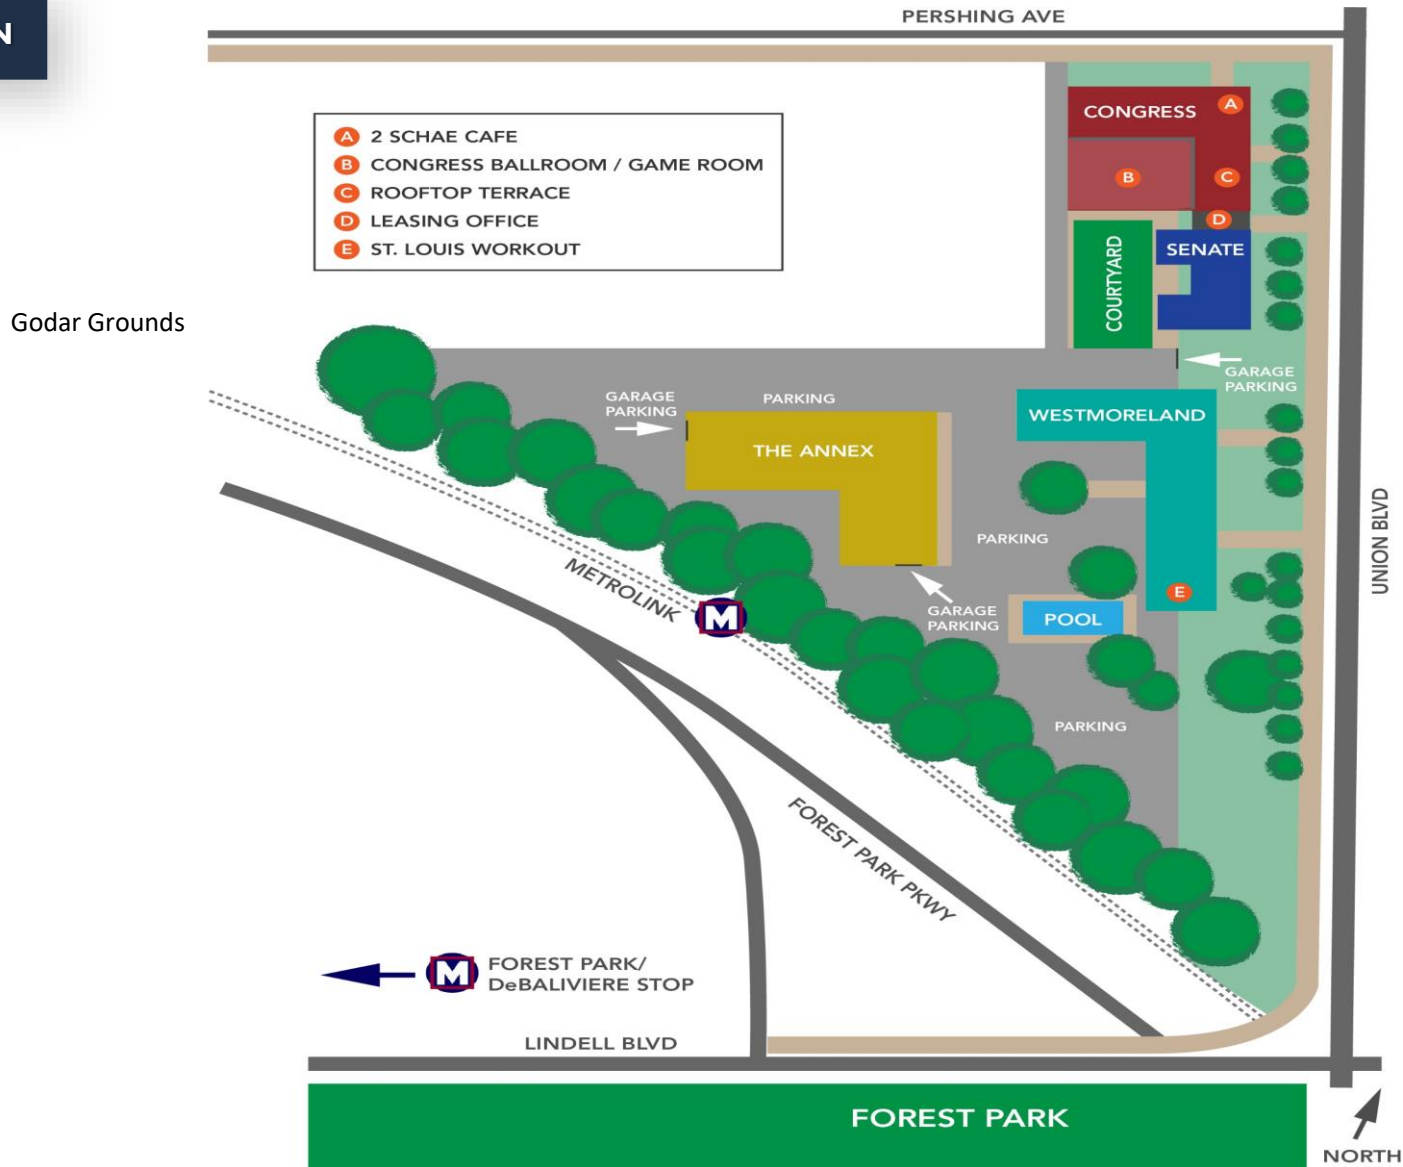 N
PERSHING AVE
A 2 SCHAE CAFE
B CONGRESS BALLROOM / GAME ROOM
C ROOFTOP TERRACE
D LEASING OFFICE
E ST. LOUIS WORKOUT
CONGRESS
A
B
C
D
SENATE
COURTYARD
Godar Grounds
GARAGE
PARKING
GARAGE
PARKING
PARKING
WESTMORELAND
THE ANNEX
UNION BLVD
PARKING
METROLINK
M
GARAGE
PARKING
POOL
E
PARKING
FOREST PARK PKWY
M
FOREST PARK/
DeBALIVIERE STOP
LINDELL BLVD
FOREST PARK
NORTH